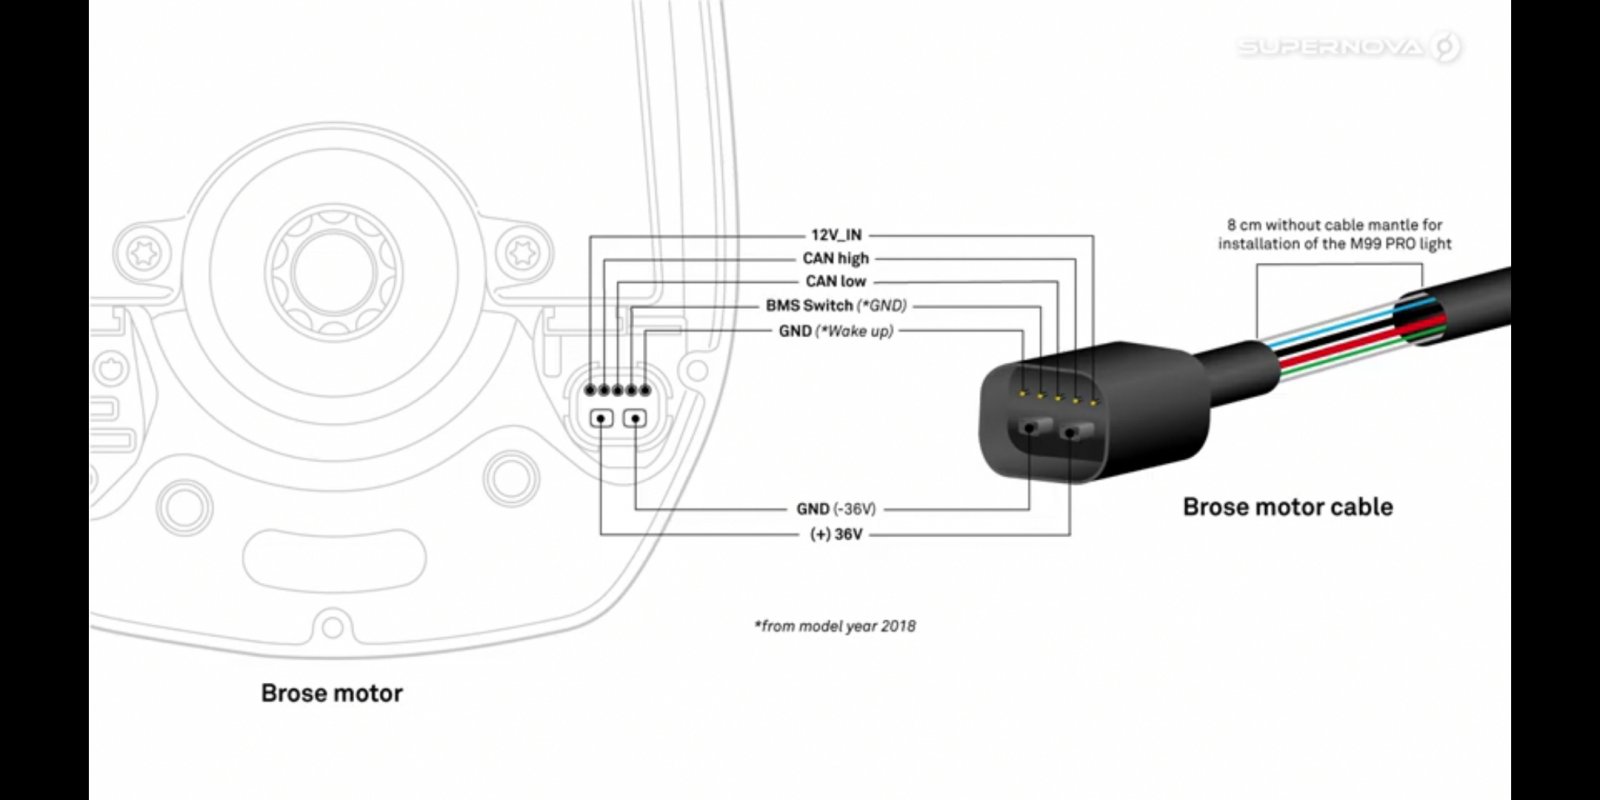 SUPERNOVA
12V_IN
CAN high
CAN low
BMS Switch (*GND)
GND (*Wake up)
8 cm without cable mantle for
installation of the M99 PRO light
Brose motor cable
GND (-36V)
(+) 36V
*from model year 2018
Brose motor